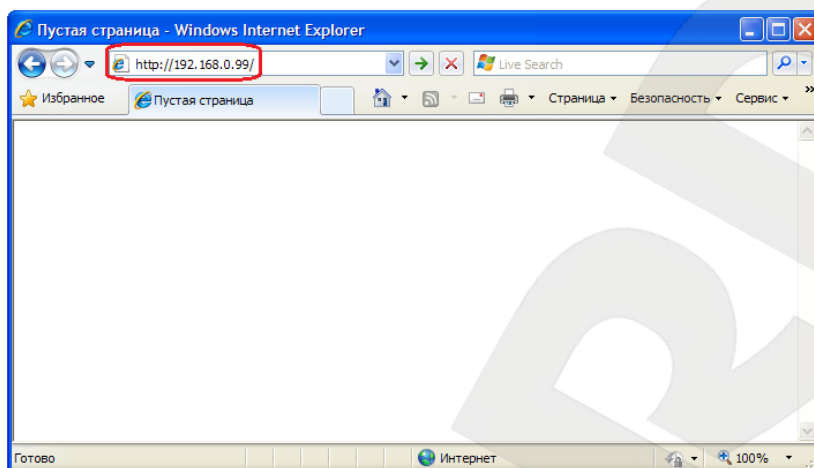 Пустая страница - Windows Internet Explorer
http://192.168.0.99/
Live Search
Избранное
Пустая страница
Страница
Безопасность
Сервис
Готово
Интернет
100%